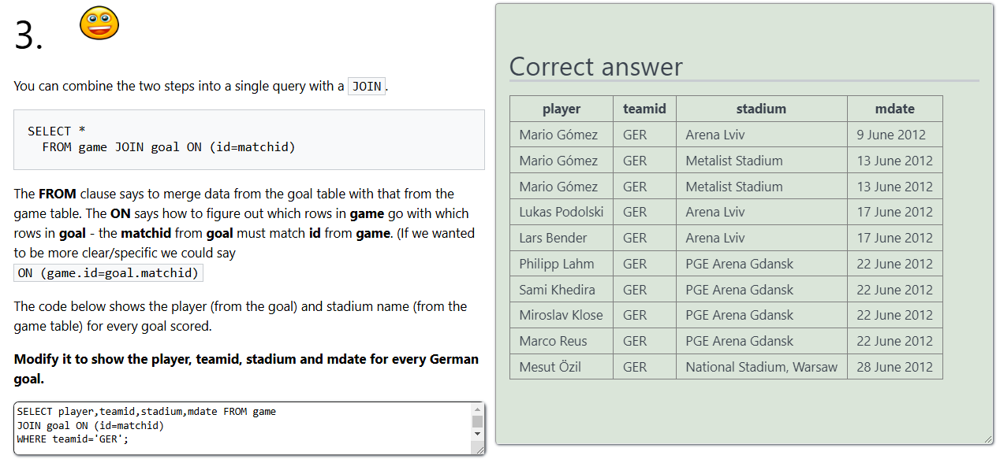 3.
You can combine the two steps into a single query with a JOIN.
SELECT *
FROM game JOIN goal ON (id=matchid)
The FROM clause says to merge data from the goal table with that from the
game table. The ON says how to figure out which rows in game go with which
rows in goal - the matchid from goal must match id from game. (If we wanted
to be more clear/specific we could say
ON (game.id=goal.matchid)
The code below shows the player (from the goal) and stadium name (from the
game table) for every goal scored.
Modify it to show the player, teamid, stadium and mdate for every German
goal.
SELECT player,teamid,stadium,mdate FROM game
JOIN goal ON (id=matchid)
WHERE teamid='GER';
Correct answer
player teamid stadium mdate
Mario Gómez GER Arena Lviv 9 June 2012
Mario Gómez GER Metalist Stadium 13 June 2012
Mario Gómez GER Metalist Stadium 13 June 2012
Lukas Podolski GER Arena Lviv 17 June 2012
Lars Bender GER Arena Lviv 17 June 2012
Philipp Lahm GER PGE Arena Gdansk 22 June 2012
Sami Khedira GER PGE Arena Gdansk 22 June 2012
Miroslav Klose GER PGE Arena Gdansk 22 June 2012
Marco Reus GER PGE Arena Gdansk 22 June 2012
Mesut Özil GER National Stadium, Warsaw 28 June 2012